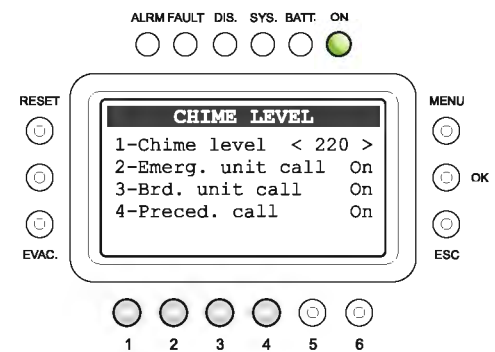 ALRM FAULT DIS. SYS. BATT. ON
RESET
MENU
CHIME LEVEL
1-Chime level < 220 >
2-Emerg. unit call On
3-Brd. unit call On
4-Preced. call On
OK
EVAC.
ESC
1 2 3 4 5 6